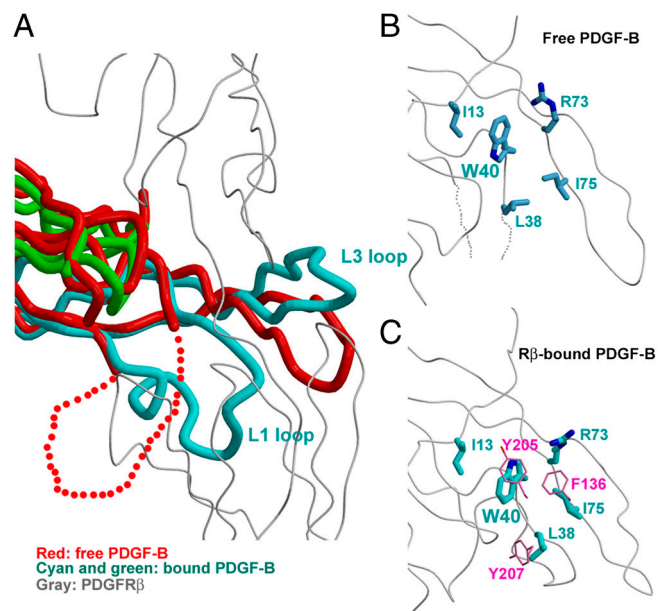 A
L3 loop
L1 loop
Red: free PDGF-B
Cyan and green: bound PDGF-B
Gray: PDGFRβ
B
Free PDGF-B
I13
R73
W40
I75
L38
C
Rβ-bound PDGF-B
I13
Y205
R73
F136
W40
I75
L38
Y207